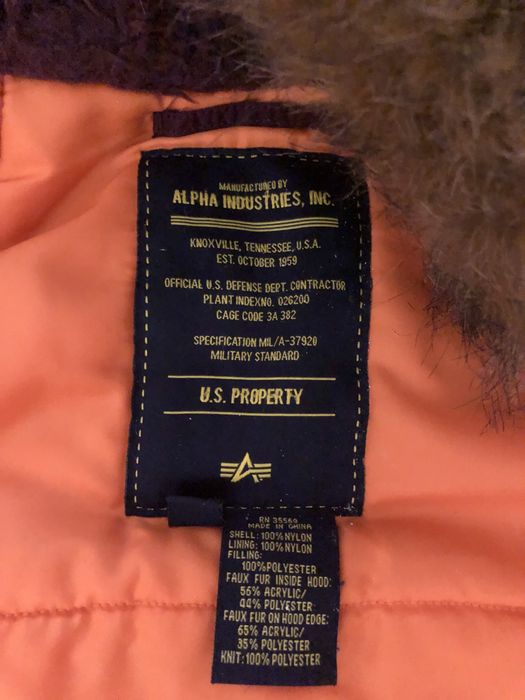 MANUFACTURED BY
ALPHA INDUSTRIES, INC.
KNOXVILLE, TENNESSEE, U.S.A.
EST. OCTOBER 1959
OFFICIAL U.S. DEFENSE DEPT. CONTRACTOR
PLANT INDEXNO. 026200
CAGE CODE 3A 382
SPECIFICATION MIL/A-37920
MILITARY STANDARD
U.S. PROPERTY
RN 35560
MADE IN CHINA
SHELL: 100%NYLON
LINING: 100%NYLON
FILLING:
100%POLYESTER
FAUX FUR INSIDE HOOD:
56% ACRYLIC/
44% POLYESTER
FAUX FUR ON HOOD EDGE:
65% ACRYLIC/
35% POLYESTER
KNIT: 100% POLYESTER